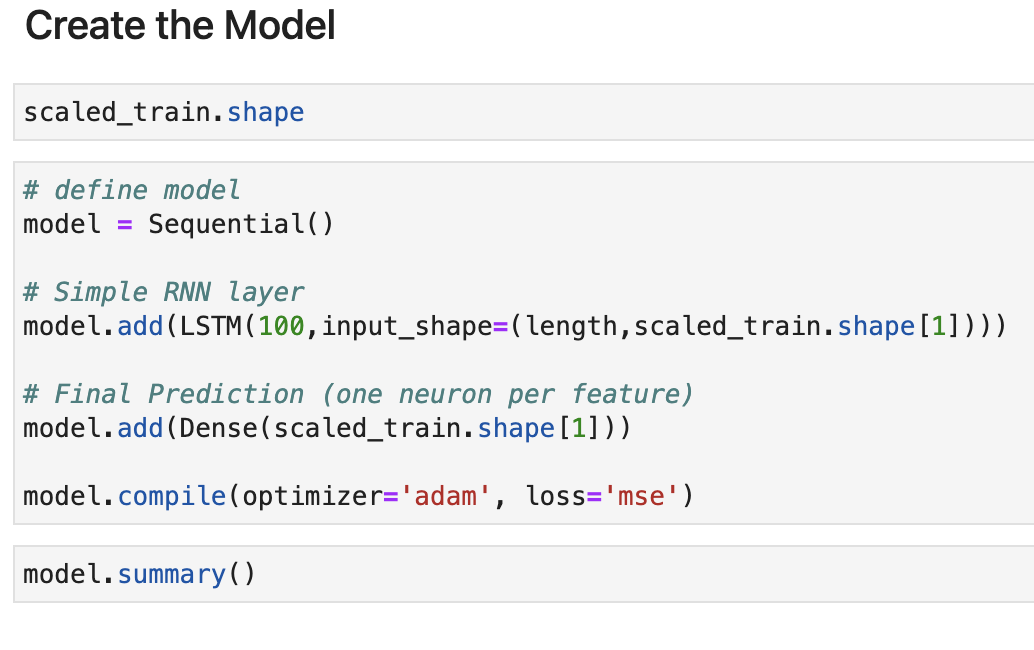 Create the Model
scaled_train.shape
# define model
model = Sequential()
# Simple RNN layer
model.add(LSTM(100,input_shape=(length,scaled_train.shape[1])))
# Final Prediction (one neuron per feature)
model.add(Dense(scaled_train.shape[1]))
model.compile(optimizer='adam', loss='mse')
model.summary()